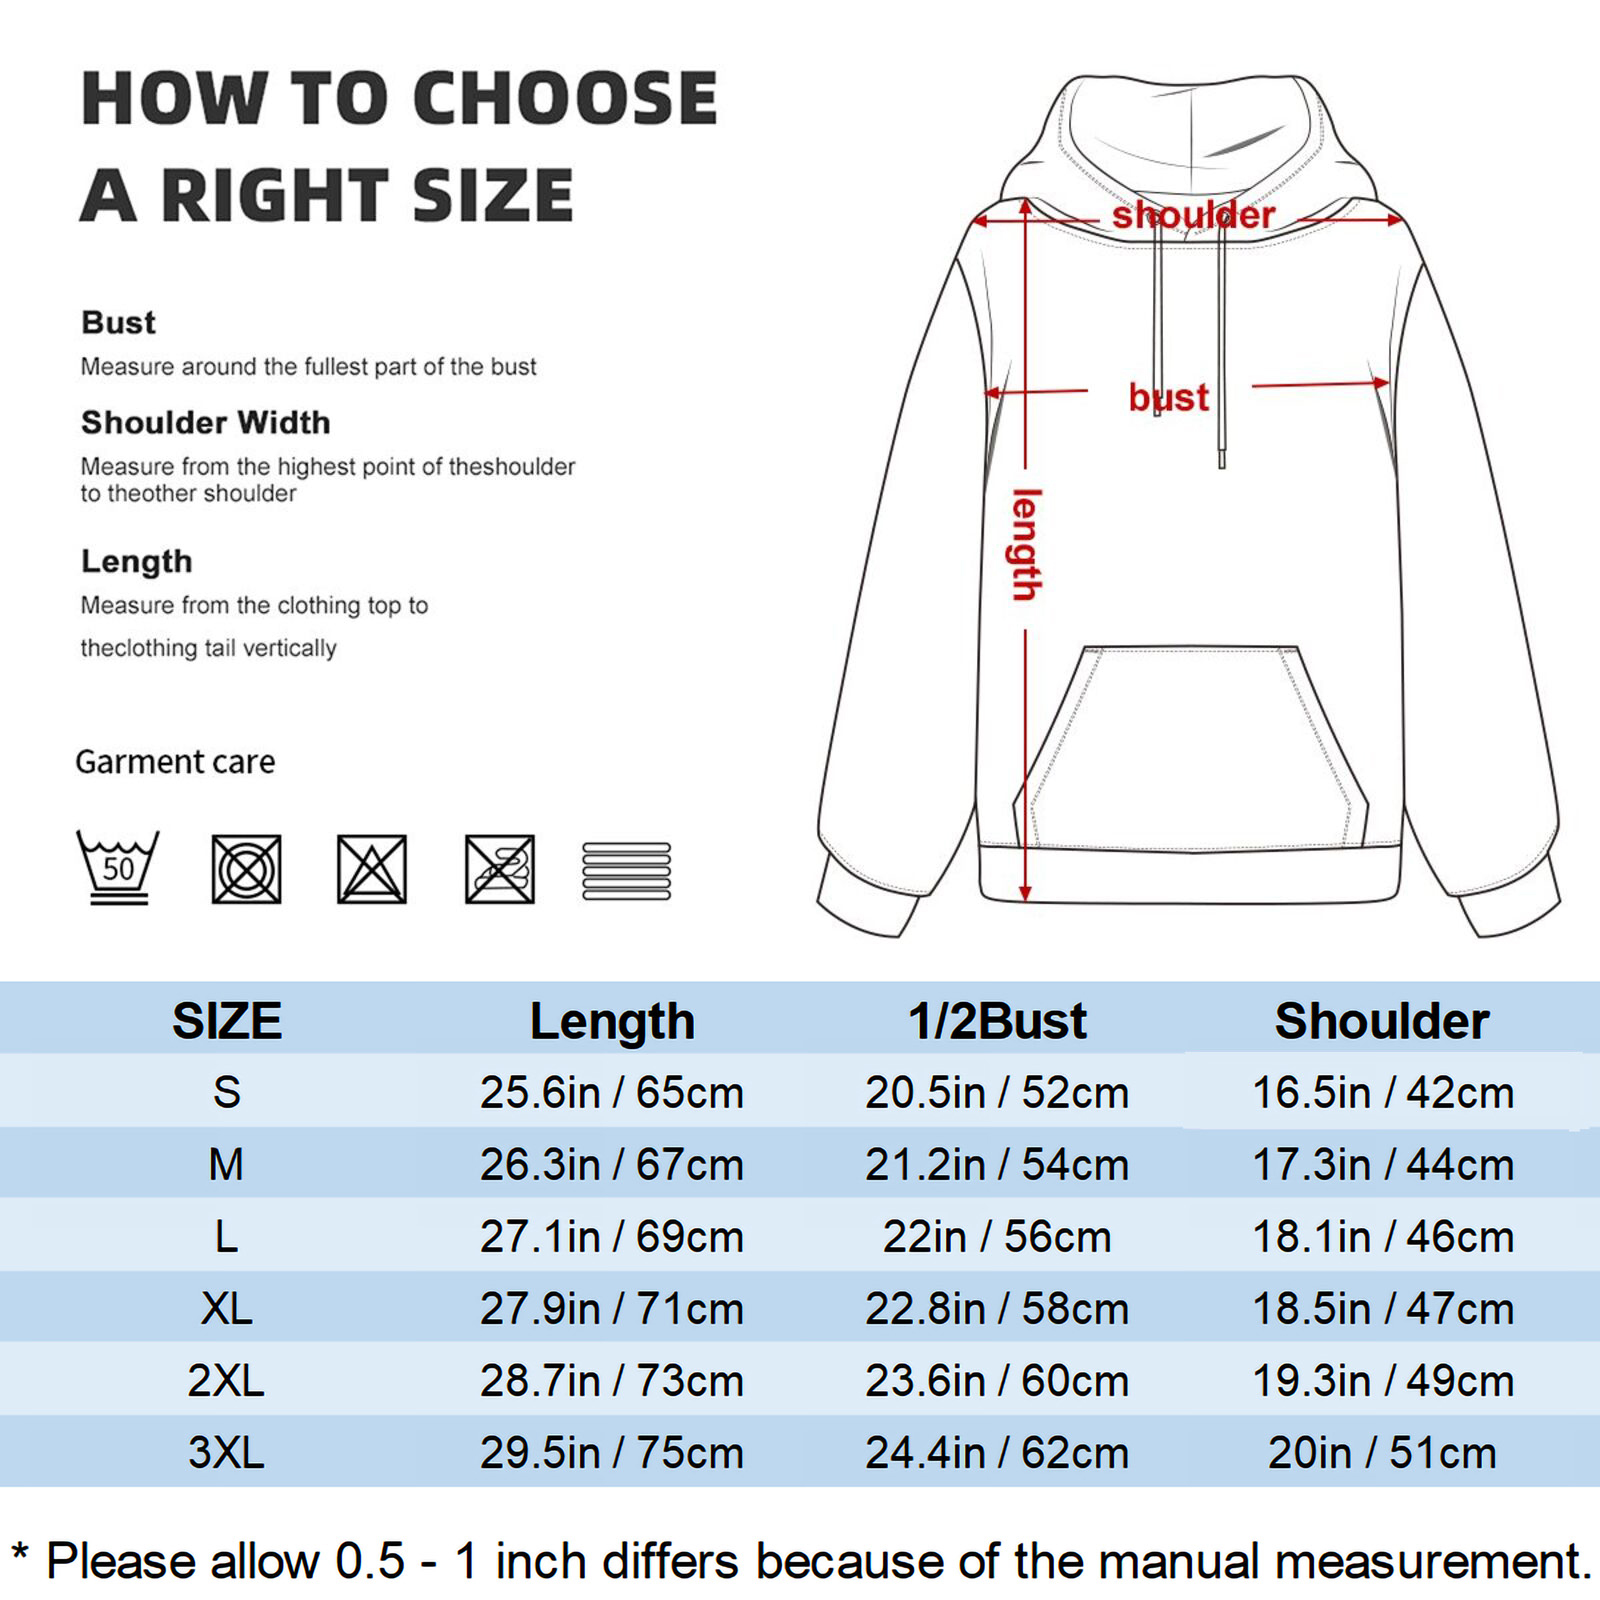 HOW TO CHOOSE
A RIGHT SIZE
Bust
Measure around the fullest part of the bust
Shoulder Width
Measure from the highest point of theshoulder
to theother shoulder
Length
Measure from the clothing top to
theclothing tail vertically
Garment care
50
shoulder
bust
length
SIZE Length 1/2Bust Shoulder
S 25.6in / 65cm 20.5in / 52cm 16.5in / 42cm
M 26.3in / 67cm 21.2in / 54cm 17.3in / 44cm
L 27.1in / 69cm 22in / 56cm 18.1in / 46cm
XL 27.9in / 71cm 22.8in / 58cm 18.5in / 47cm
2XL 28.7in / 73cm 23.6in / 60cm 19.3in / 49cm
3XL 29.5in / 75cm 24.4in / 62cm 20in / 51cm
* Please allow 0.5 - 1 inch differs because of the manual measurement.